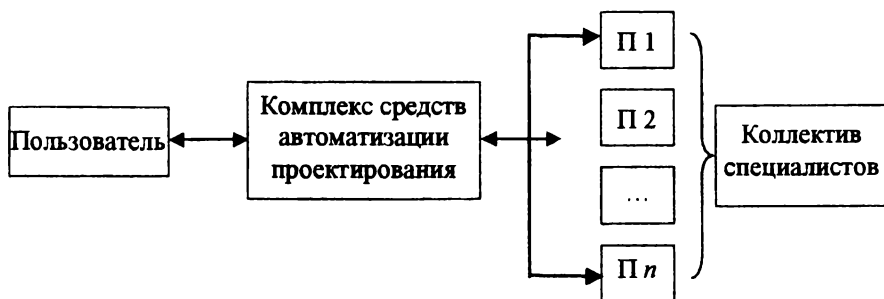 Пользователь
Комплекс средств
автоматизации
проектирования
П 1
П 2
...
П n
Коллектив
специалистов